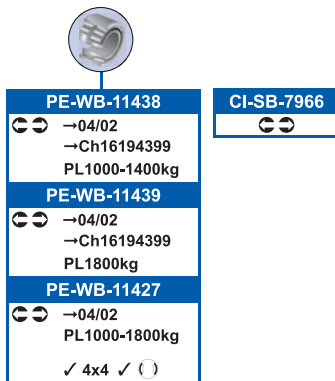 PE-WB-11438
→04/02
→Ch16194399
PL1000-1400kg
PE-WB-11439
→04/02
→Ch16194399
PL1800kg
PE-WB-11427
→04/02
PL1000-1800kg
✓ 4x4 ✓
CI-SB-7966